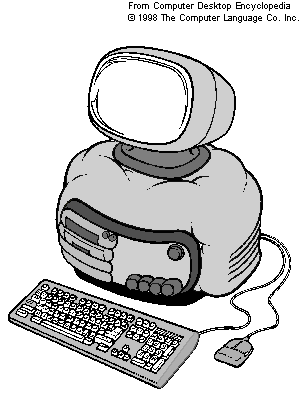 From Computer Desktop Encyclopedia
© 1998 The Computer Language Co. Inc.